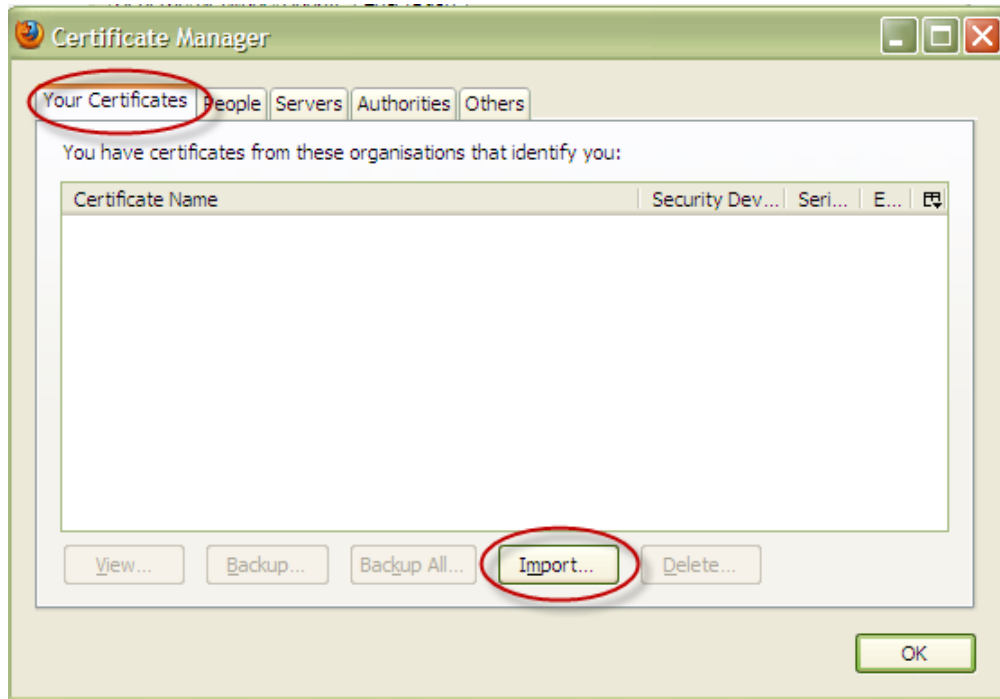 Certificate Manager
Your Certificates People Servers Authorities Others
You have certificates from these organisations that identify you:
Certificate Name Security Dev... Seri... E...
View... Backup... Backup All... Import... Delete...
OK